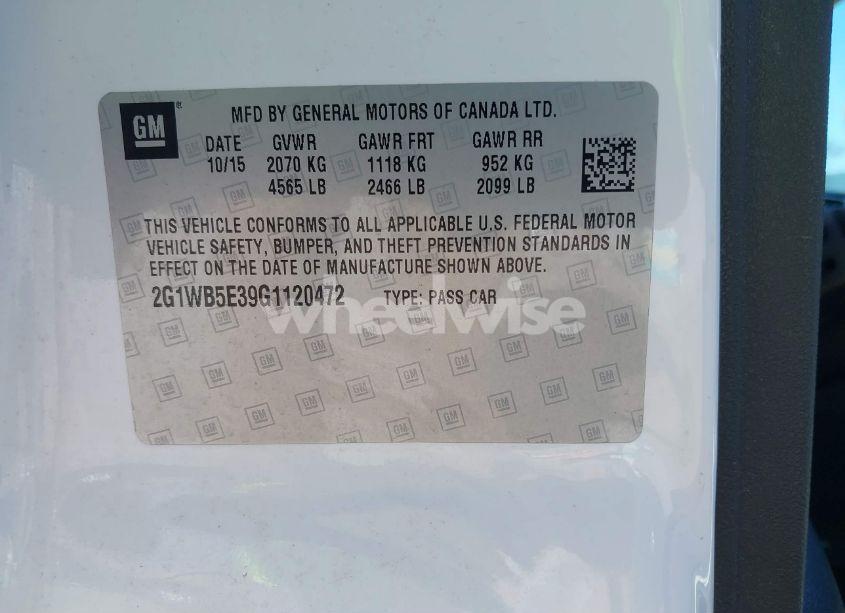 GM ®
MFD BY GENERAL MOTORS OF CANADA LTD.
DATE GVWR GAWR FRT GAWR RR
10/15 2070 KG 1118 KG 952 KG
4565 LB 2466 LB 2099 LB
THIS VEHICLE CONFORMS TO ALL APPLICABLE U.S. FEDERAL MOTOR
VEHICLE SAFETY, BUMPER, AND THEFT PREVENTION STANDARDS IN
EFFECT ON THE DATE OF MANUFACTURE SHOWN ABOVE.
2G1WB5E39G1120472 TYPE: PASS CAR
wheelwise